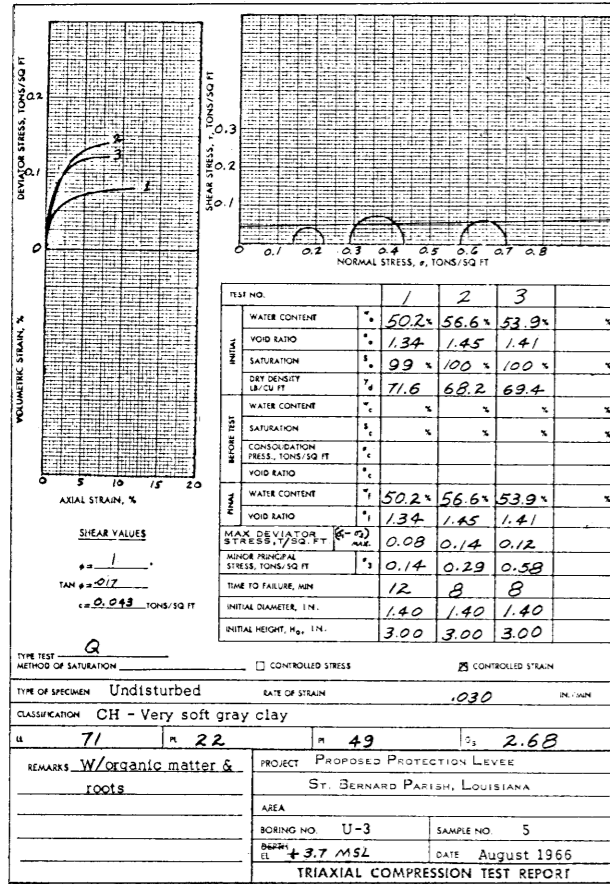 DEVIATOR STRESS, TONS/SQ FT
0.2
0.1
0
2
3
1
SHEAR STRESS, τ, TONS/SQ FT
0.3
0.2
0.1
0 0.1 0.2 0.3 0.4 0.5 0.6 0.7 0.8
NORMAL STRESS, σ, TONS/SQ FT
VOLUMETRIC STRAIN, %
0 5 10 15 20
AXIAL STRAIN, %
SHEAR VALUES
φ = 1 °
TAN φ = .017
c = 0.043 TONS/SQ FT
TEST NO. 1 2 3
INITIAL
WATER CONTENT w₀ 50.2 % 56.6 % 53.9 % %
VOID RATIO e₀ 1.34 1.45 1.41
SATURATION S₀ 99 % 100 % 100 % %
DRY DENSITY LB/CU FT γd 71.6 68.2 69.4
BEFORE TEST
WATER CONTENT wc % % % %
SATURATION Sc % % % %
CONSOLIDATION PRESS., TONS/SQ FT σc
VOID RATIO ec
FINAL
WATER CONTENT wf 50.2 % 56.6 % 53.9 % %
VOID RATIO ef 1.34 1.45 1.41
MAX DEVIATOR STRESS, T/SQ. FT (σ₁-σ₃) MAX. 0.08 0.14 0.12
MINOR PRINCIPAL STRESS, TONS/SQ FT σ₃ 0.14 0.29 0.58
TIME TO FAILURE, MIN 12 8 8
INITIAL DIAMETER, IN. 1.40 1.40 1.40
INITIAL HEIGHT, H₀, IN. 3.00 3.00 3.00
TYPE TEST Q
METHOD OF SATURATION
☐ CONTROLLED STRESS
☒ CONTROLLED STRAIN
TYPE OF SPECIMEN Undisturbed RATE OF STRAIN .030 IN./MIN
CLASSIFICATION CH - Very soft gray clay
LL 71 PL 22 PI 49 Gs 2.68
REMARKS W/organic matter & roots
PROJECT PROPOSED PROTECTION LEVEE
ST. BERNARD PARISH, LOUISIANA
AREA
BORING NO. U-3 SAMPLE NO. 5
DEPTH
EL + 3.7 MSL DATE August 1966
TRIAXIAL COMPRESSION TEST REPORT